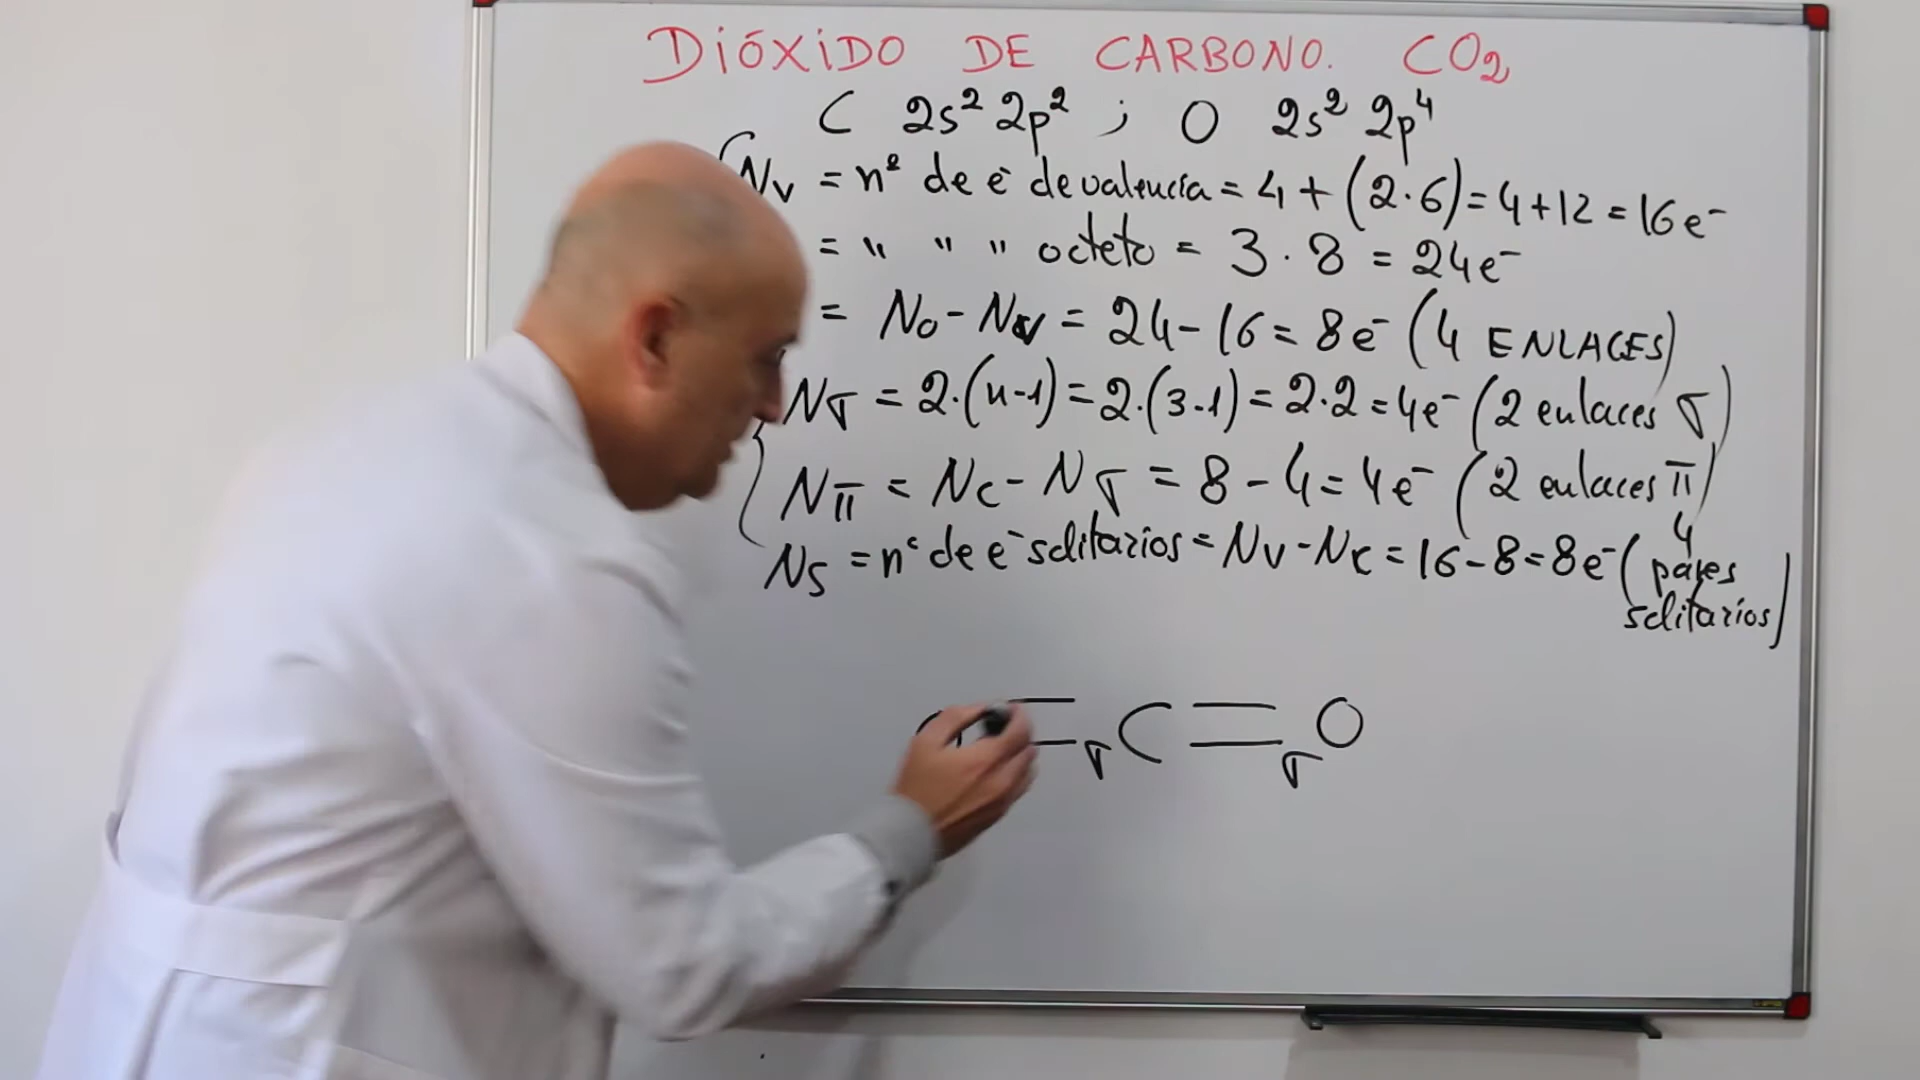 DIÓXIDO DE CARBONO. CO₂
C 2s² 2p² ; O 2s² 2p⁴
Nv = nº de e⁻ de valencia = 4 + (2·6) = 4+12 = 16e⁻
= " " " octeto = 3 · 8 = 24e⁻
= No - Nv = 24 - 16 = 8e⁻ (4 ENLACES)
Nσ = 2·(n-1) = 2·(3-1) = 2·2 = 4e⁻ (2 enlaces σ)
Nπ = Nc - Nσ = 8 - 4 = 4e⁻ (2 enlaces π)
Ns = nº de e⁻ solitarios = Nv - Nc = 16 - 8 = 8e⁻ (4 pares solitarios)
= σ C = σ O